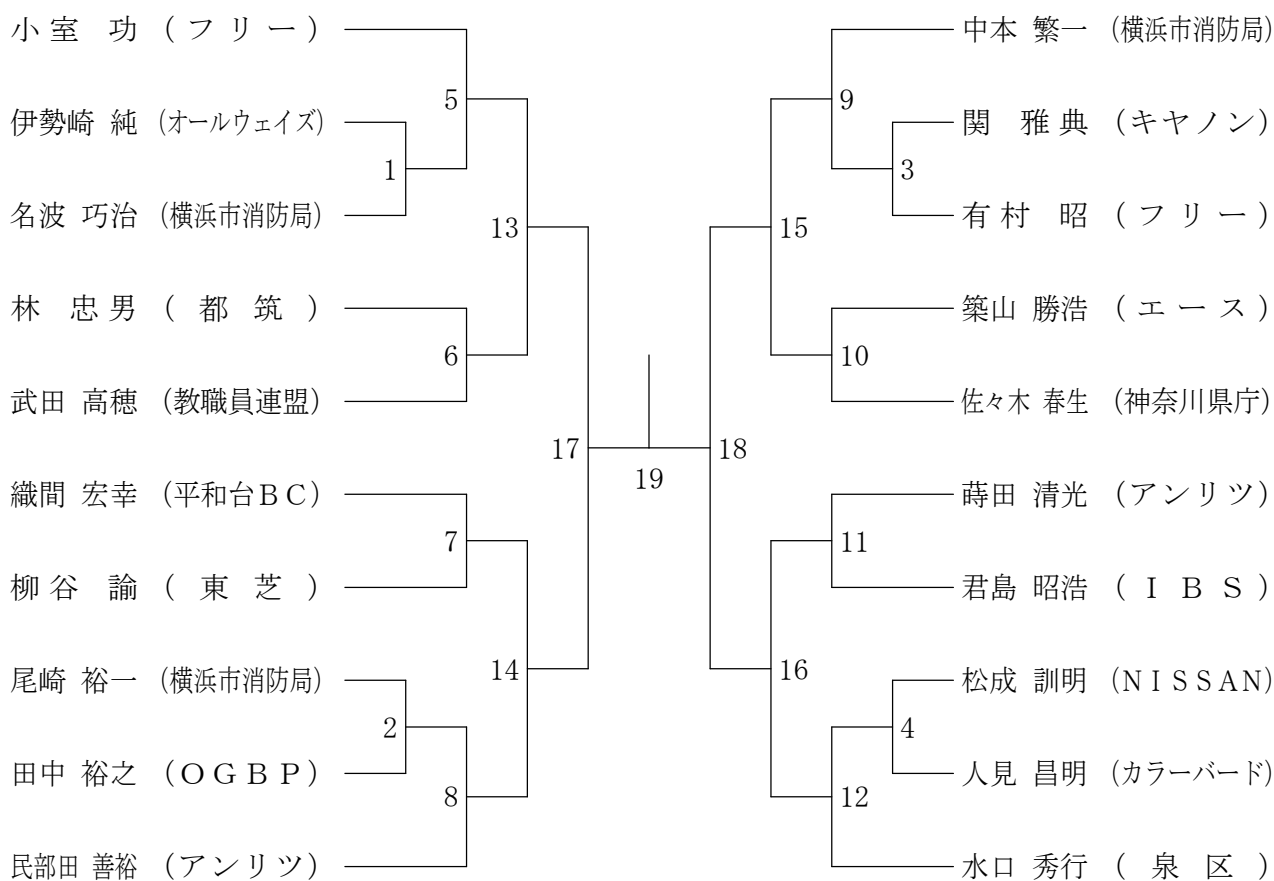 小室 功 (フリー)
伊勢崎 純 (オールウェイズ)
名波 巧治 (横浜市消防局)
林 忠男 (都筑)
武田 高穂 (教職員連盟)
織間 宏幸 (平和台BC)
柳谷 諭 (東芝)
尾崎 裕一 (横浜市消防局)
田中 裕之 (OGBP)
民部田 善裕 (アンリツ)
5
1
13
6
17
7
14
2
8
19
9
3
15
10
18
11
16
4
12
中本 繁一 (横浜市消防局)
関 雅典 (キヤノン)
有村 昭 (フリー)
築山 勝浩 (エース)
佐々木 春生 (神奈川県庁)
蒔田 清光 (アンリツ)
君島 昭浩 (IBS)
松成 訓明 (NISSAN)
人見 昌明 (カラーバード)
水口 秀行 (泉区)